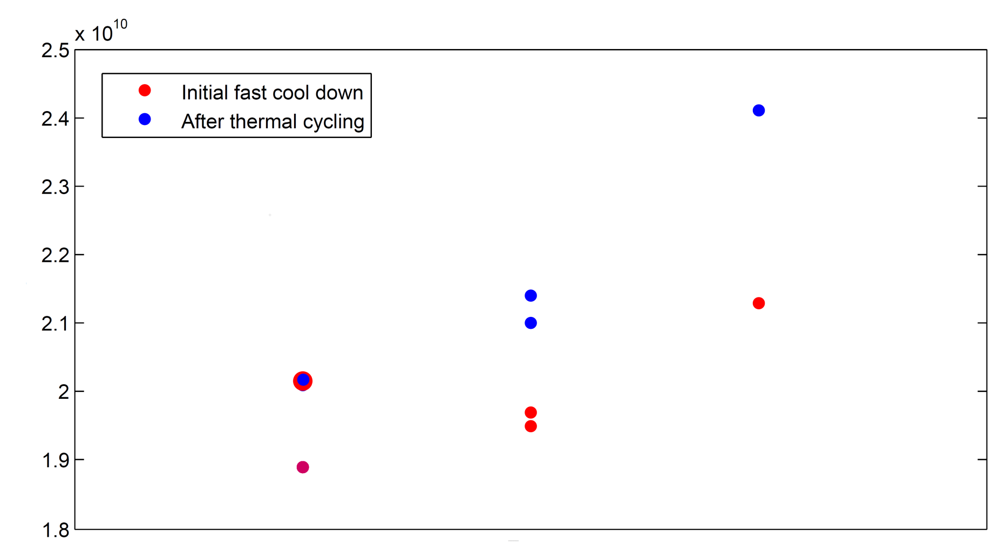 x 10^10
2.5
Initial fast cool down
After thermal cycling
2.4
2.3
2.2
2.1
2
1.9
1.8